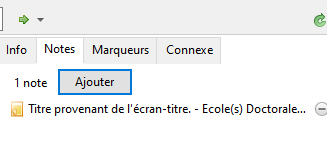 Info Notes Marqueurs Connexe
1 note Ajouter
Titre provenant de l'écran-titre. - Ecole(s) Doctorale...